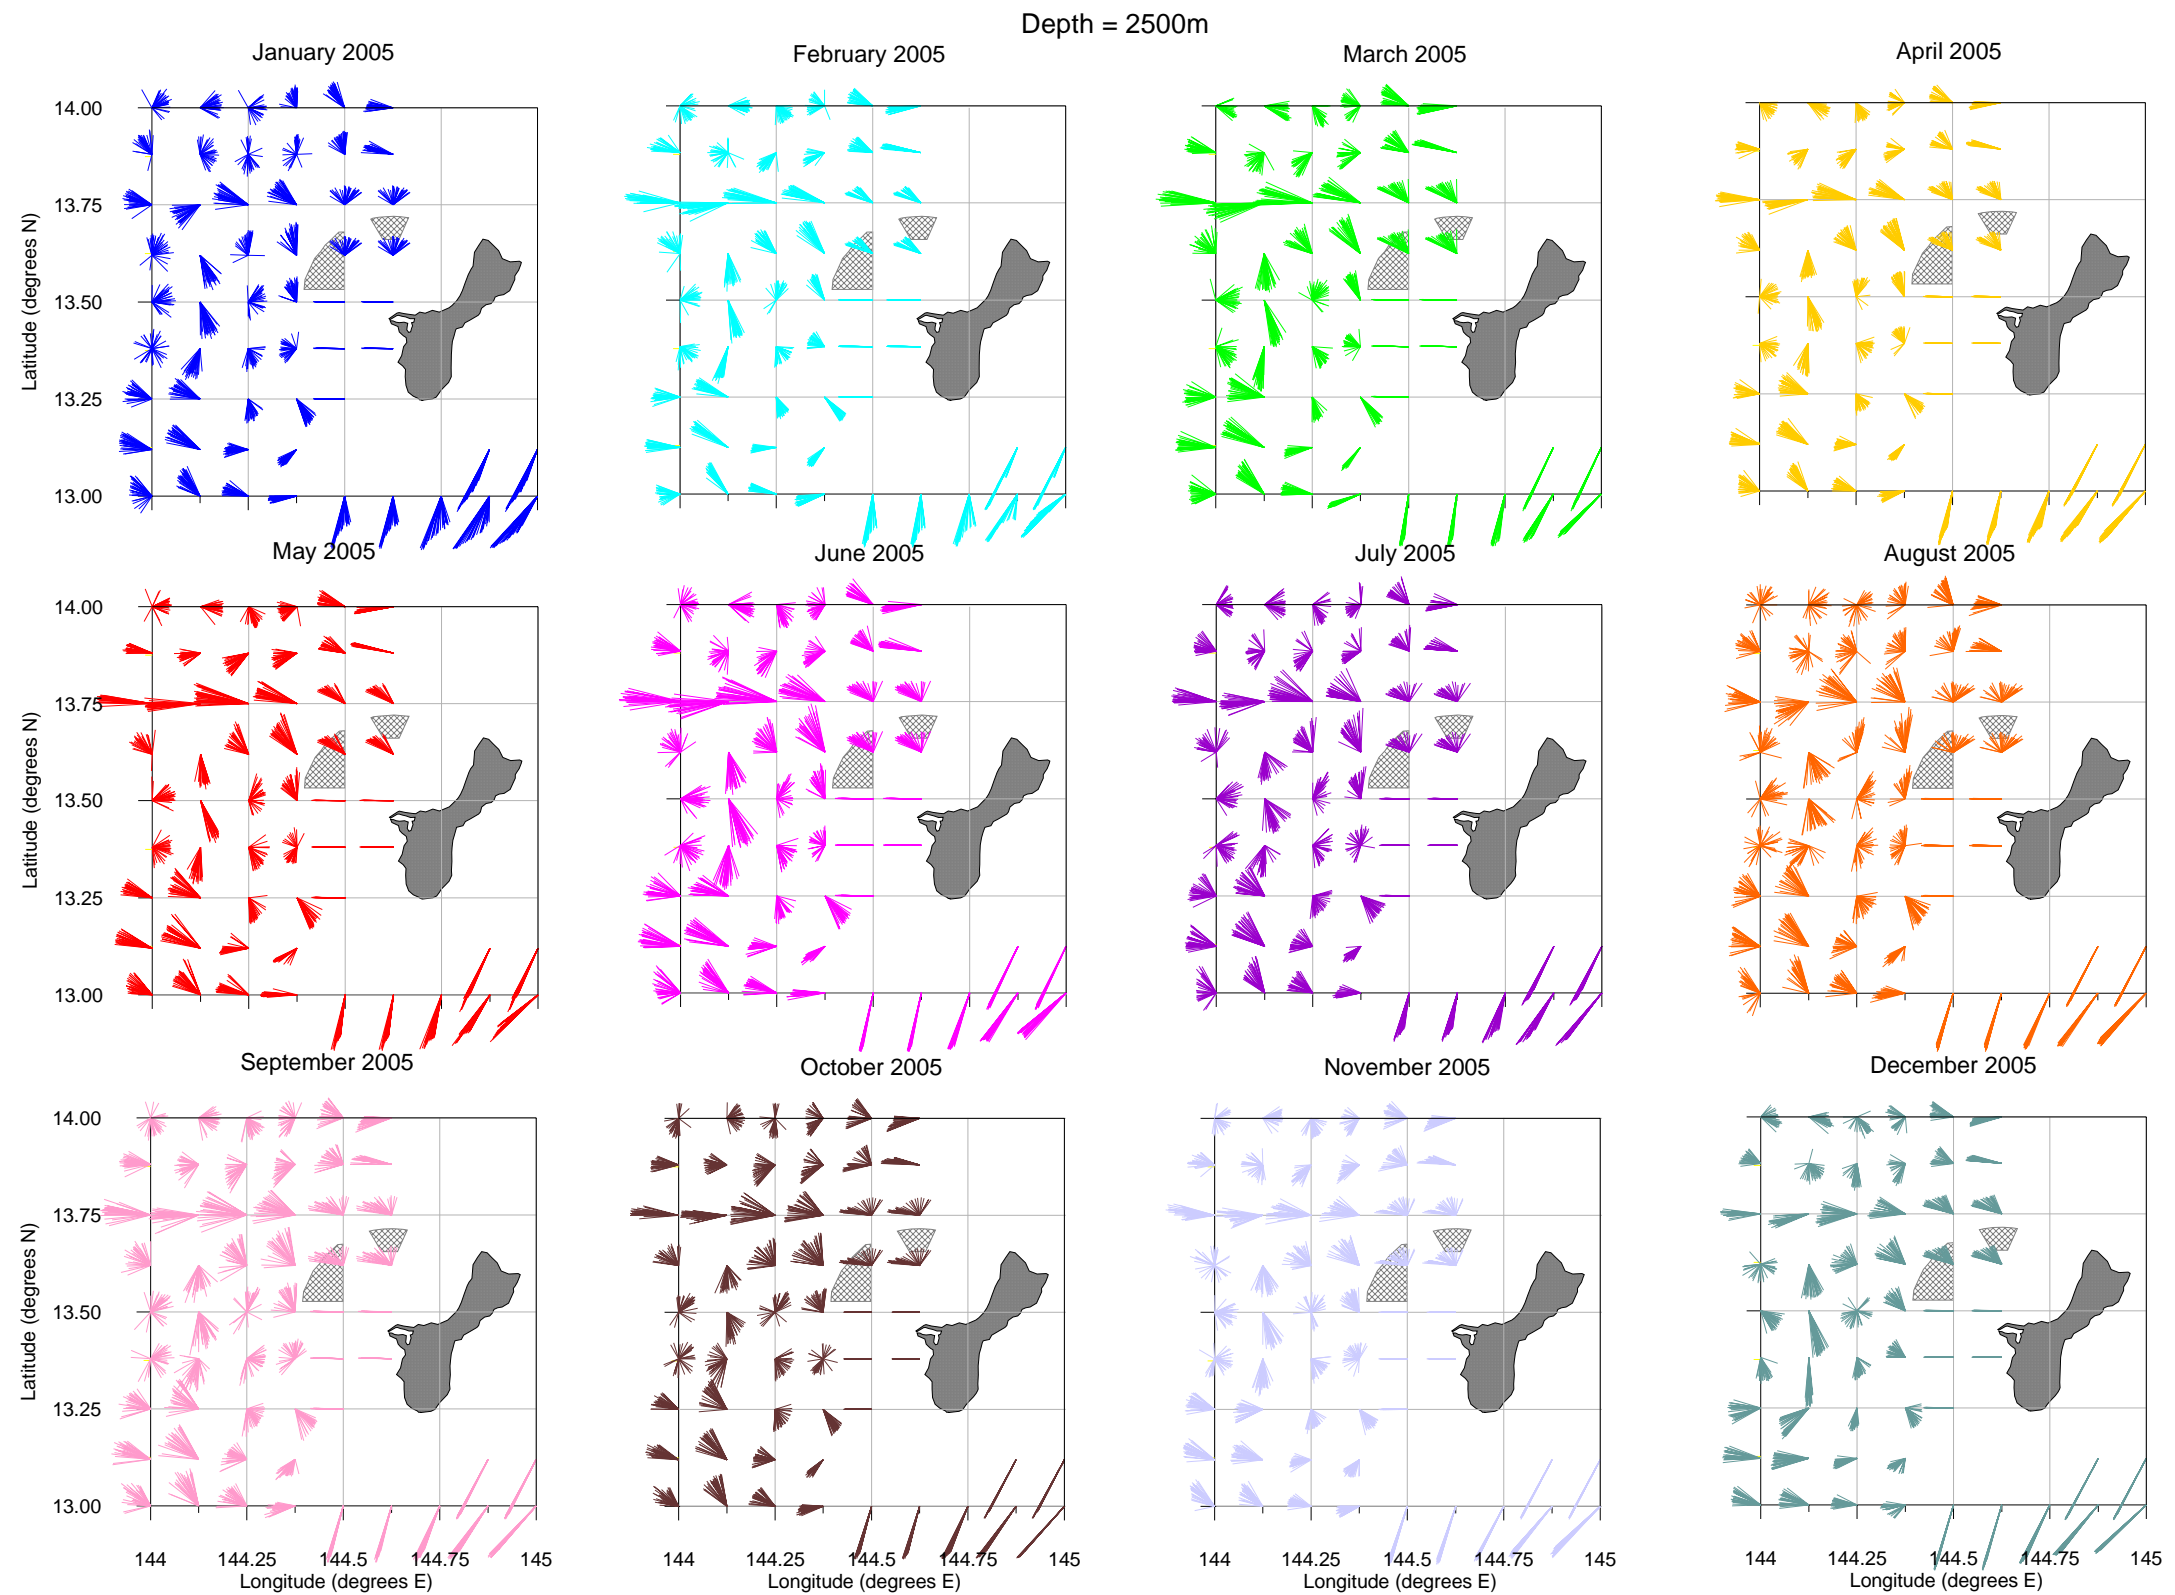 Depth = 2500m
January 2005
February 2005
March 2005
April 2005
14.00
13.75
13.50
13.25
13.00
Latitude (degrees N)
May 2005
June 2005
July 2005
August 2005
14.00
13.75
13.50
13.25
13.00
Latitude (degrees N)
September 2005
October 2005
November 2005
December 2005
14.00
13.75
13.50
13.25
13.00
Latitude (degrees N)
144 144.25 144.5 144.75 145
144 144.25 144.5 144.75 145
144 144.25 144.5 144.75 145
144 144.25 144.5 144.75 145
Longitude (degrees E)
Longitude (degrees E)
Longitude (degrees E)
Longitude (degrees E)